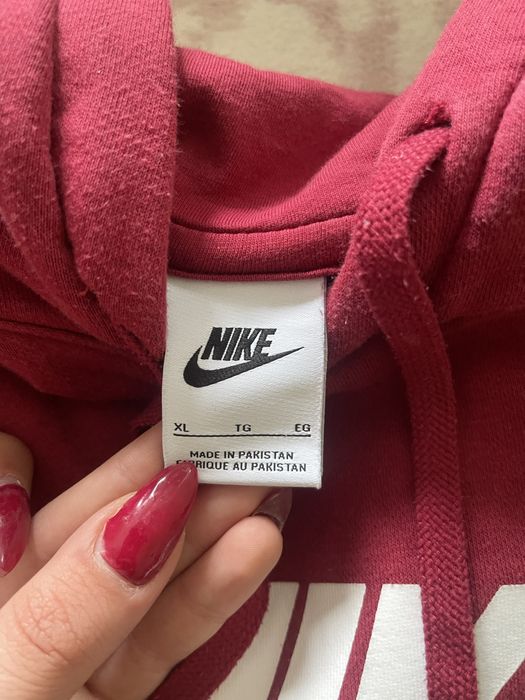 NIKE
XL TG EG
MADE IN PAKISTAN
FABRIQUE AU PAKISTAN